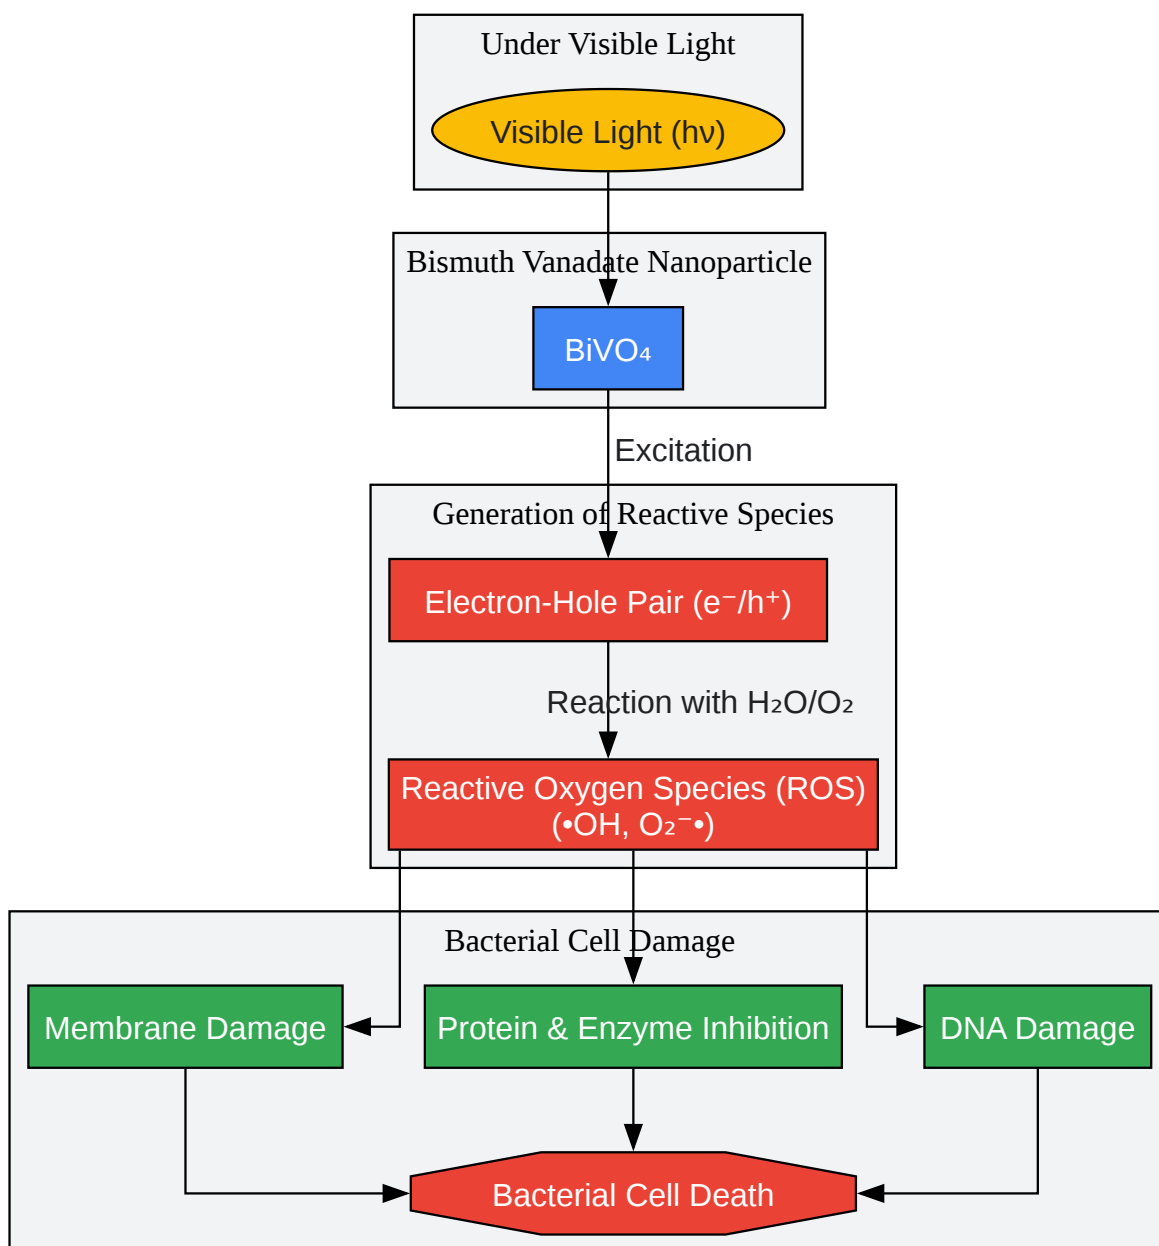 Under Visible Light
Visible Light (hν)
Bismuth Vanadate Nanoparticle
BiVO₄
Excitation
Generation of Reactive Species
Electron-Hole Pair (e⁻/h⁺)
Reaction with H₂O/O₂
Reactive Oxygen Species (ROS)
(•OH, O₂⁻•)
Bacterial Cell Damage
Membrane Damage
Protein & Enzyme Inhibition
DNA Damage
Bacterial Cell Death